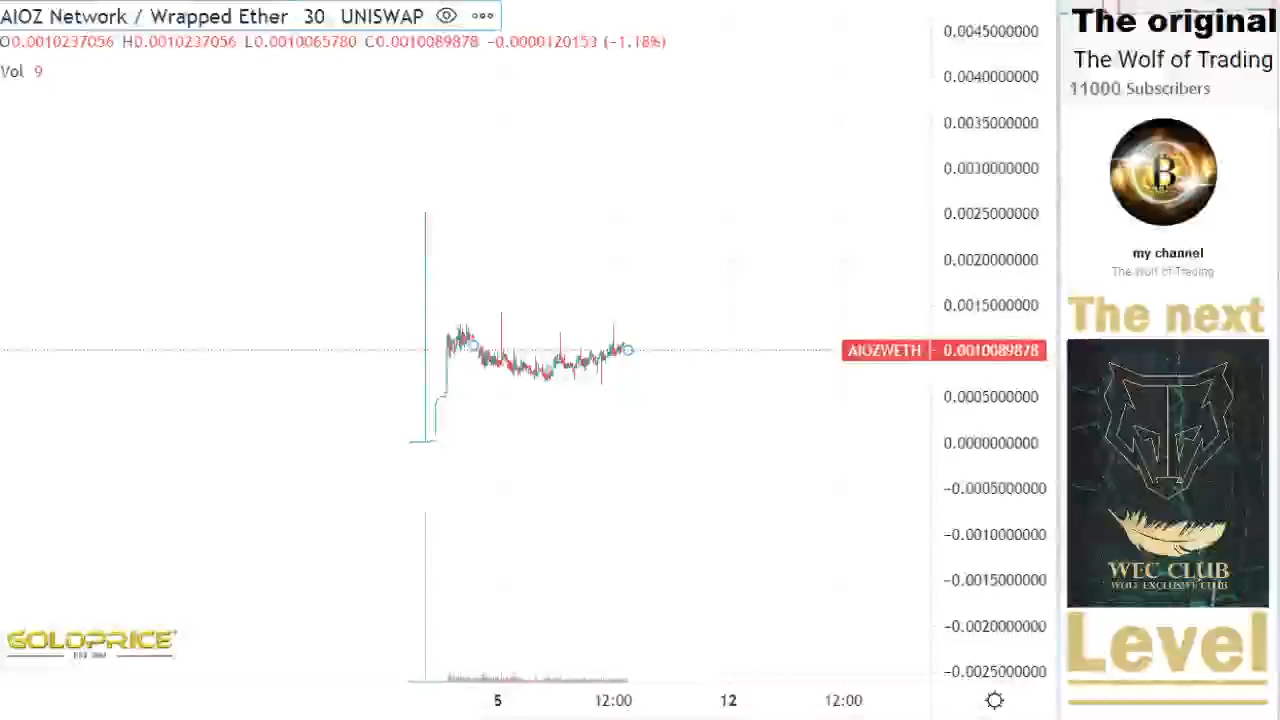 AIOZ Network / Wrapped Ether 30 UNISWAP
O0.0010237056 H0.0010237056 L0.0010065780 C0.0010089878 −0.0000120153 (−1.18%)
Vol 9
0.0045000000
0.0040000000
0.0035000000
0.0030000000
0.0025000000
0.0020000000
0.0015000000
AIOZWETH 0.0010089878
0.0005000000
0.0000000000
−0.0005000000
−0.0010000000
−0.0015000000
−0.0020000000
−0.0025000000
5 12:00 12 12:00
GOLDPRICE
The original
The Wolf of Trading
11000 Subscribers
my channel
The Wolf of Trading
The next
WEC CLUB
WOLF EXCLUSIVE CLUB
Level